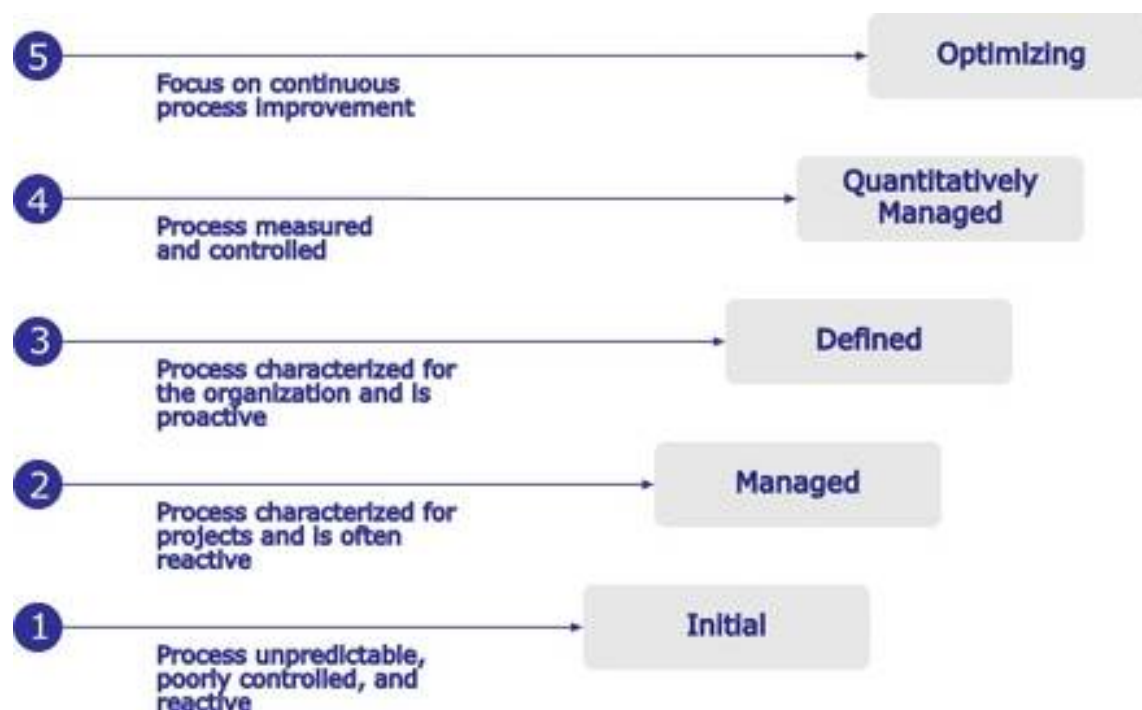 5
Optimizing
Focus on continuous
process improvement
4
Quantitatively
Managed
Process measured
and controlled
3
Defined
Process characterized for
the organization and is
proactive
2
Managed
Process characterized for
projects and is often
reactive
1
Initial
Process unpredictable,
poorly controlled, and
reactive